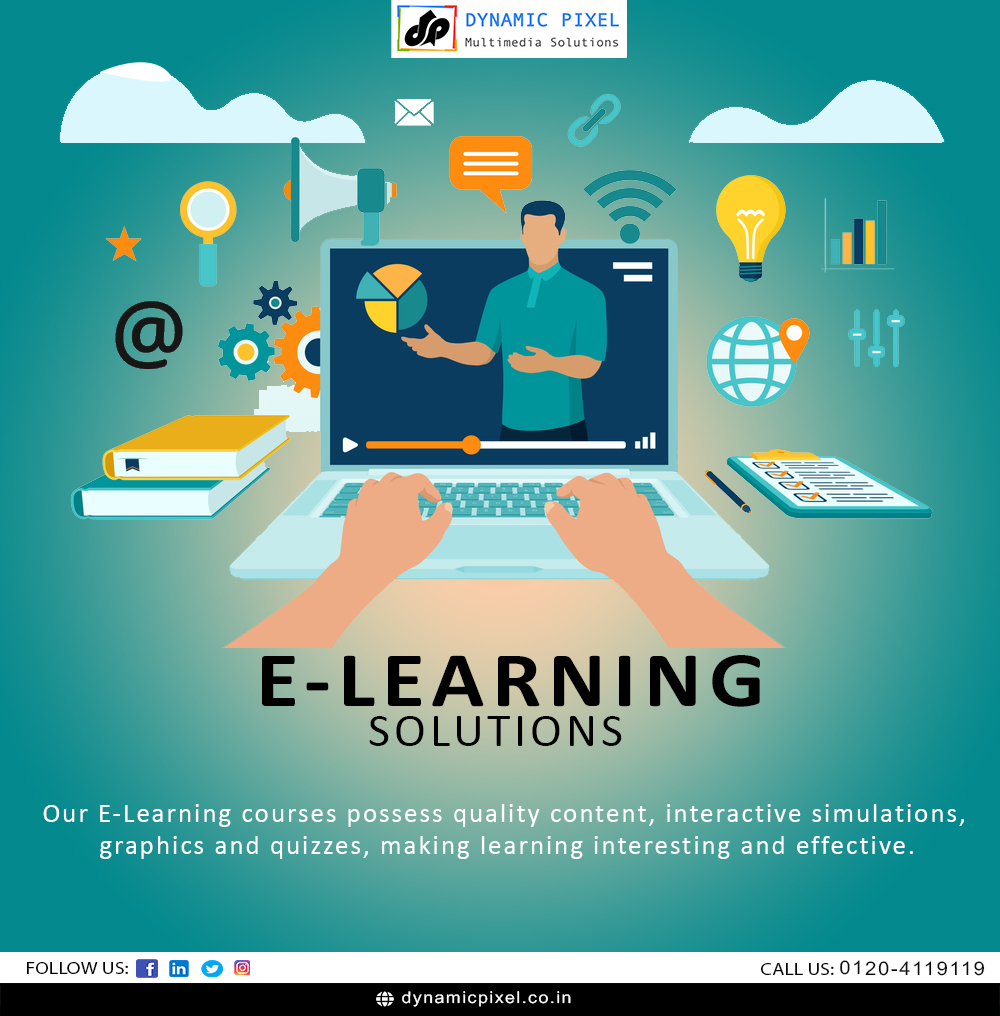 DYNAMIC PIXEL
Multimedia Solutions
@
E-LEARNING
SOLUTIONS
Our E-Learning courses possess quality content, interactive simulations,
graphics and quizzes, making learning interesting and effective.
FOLLOW US:
CALL US: 0120-4119119
dynamicpixel.co.in